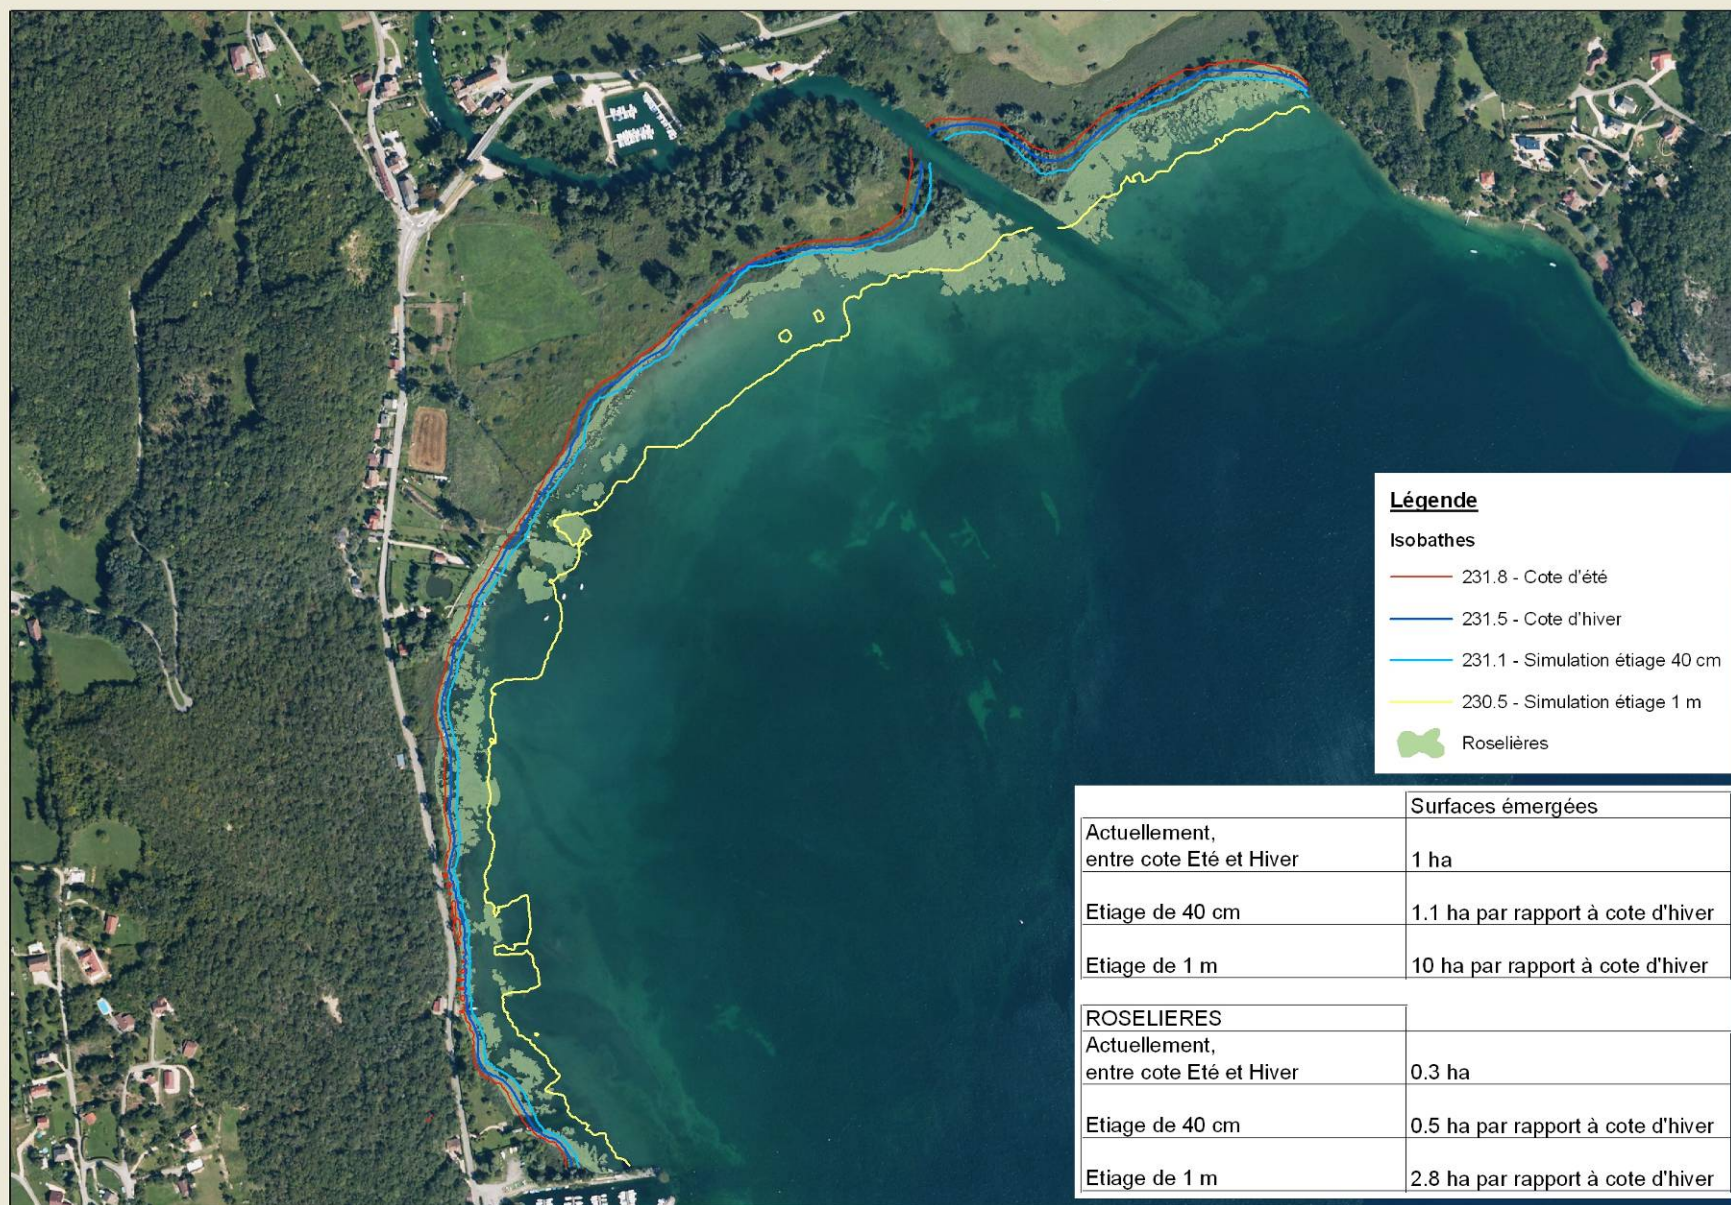 Légende
Isobathes
231.8 - Cote d'été
231.5 - Cote d'hiver
231.1 - Simulation étiage 40 cm
230.5 - Simulation étiage 1 m
Roselières
Surfaces émergées
Actuellement,
entre cote Eté et Hiver 1 ha
Etiage de 40 cm 1.1 ha par rapport à cote d'hiver
Etiage de 1 m 10 ha par rapport à cote d'hiver
ROSELIERES
Actuellement,
entre cote Eté et Hiver 0.3 ha
Etiage de 40 cm 0.5 ha par rapport à cote d'hiver
Etiage de 1 m 2.8 ha par rapport à cote d'hiver